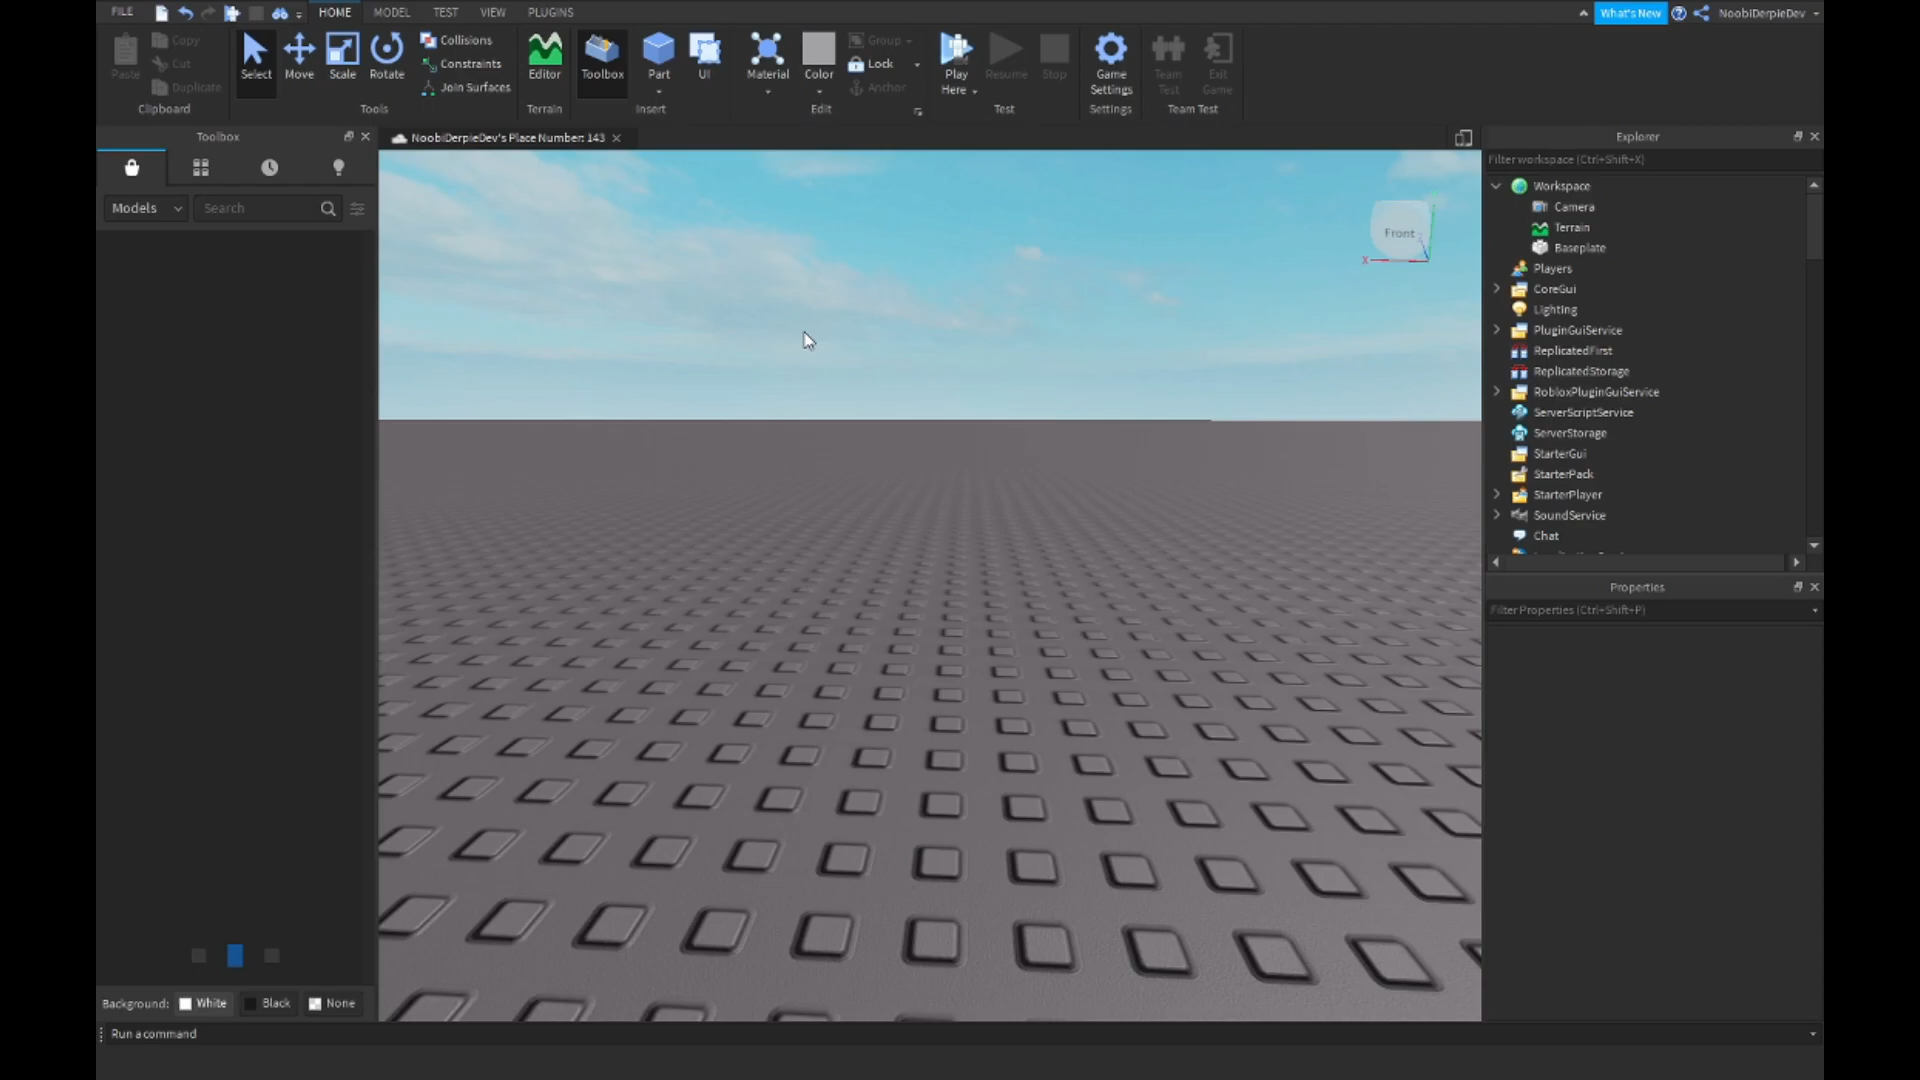 FILE HOME MODEL TEST VIEW PLUGINS What's New NoobiDerpieDev
Paste Copy Cut Duplicate Clipboard
Select Move Scale Rotate Collisions Constraints Join Surfaces Tools
Editor Terrain
Toolbox Part UI Insert
Material Color Group Lock Anchor Edit
Play Here Resume Stop Test
Game Settings Settings
Team Test Exit Game Team Test
Toolbox
Models Search
NoobiDerpieDev's Place Number: 143
Front
X
Explorer
Filter workspace (Ctrl+Shift+X)
Workspace
Camera
Terrain
Baseplate
Players
CoreGui
Lighting
PluginGuiService
ReplicatedFirst
ReplicatedStorage
RobloxPluginGuiService
ServerScriptService
ServerStorage
StarterGui
StarterPack
StarterPlayer
SoundService
Chat
Properties
Filter Properties (Ctrl+Shift+P)
Background: White Black None
Run a command